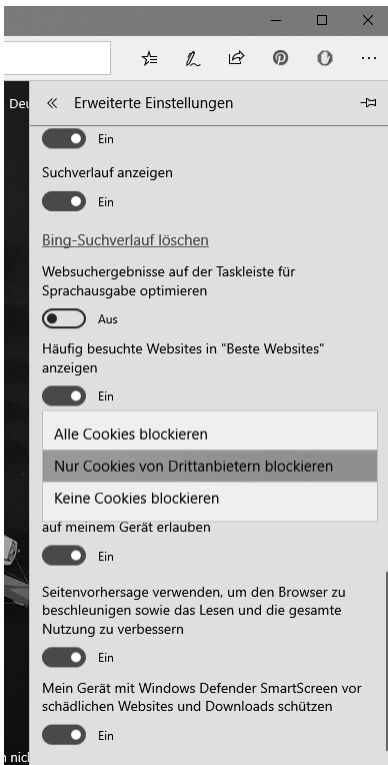 Deu
Erweiterte Einstellungen
Ein
Suchverlauf anzeigen
Ein
Bing-Suchverlauf löschen
Websuchergebnisse auf der Taskleiste für
Sprachausgabe optimieren
Aus
Häufig besuchte Websites in "Beste Websites"
anzeigen
Ein
Alle Cookies blockieren
Nur Cookies von Drittanbietern blockieren
Keine Cookies blockieren
auf meinem Gerät erlauben
Ein
Seitenvorhersage verwenden, um den Browser zu
beschleunigen sowie das Lesen und die gesamte
Nutzung zu verbessern
Ein
Mein Gerät mit Windows Defender SmartScreen vor
schädlichen Websites und Downloads schützen
Ein